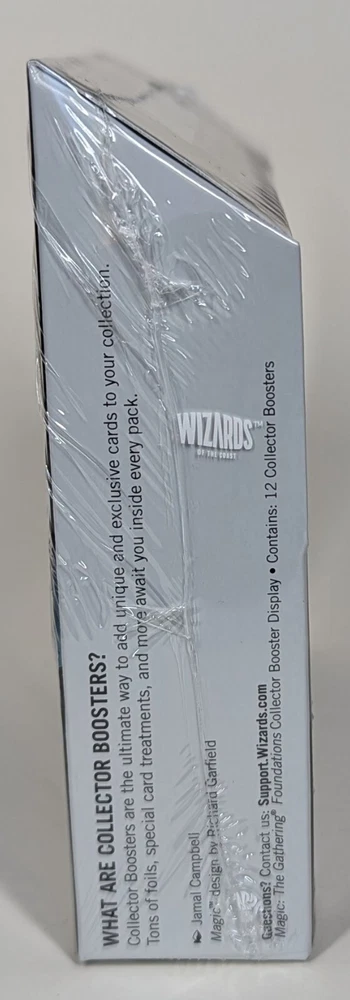 WHAT ARE COLLECTOR BOOSTERS?
Collector Boosters are the ultimate way to add unique and exclusive cards to your collection.
Tons of foils, special card treatments, and more await you inside every pack.
WIZARDS™
OF THE COAST
Jamal Campbell
Magic™ design by Richard Garfield
Questions? Contact us: Support.Wizards.com
Magic: The Gathering® Foundations Collector Booster Display • Contains: 12 Collector Boosters